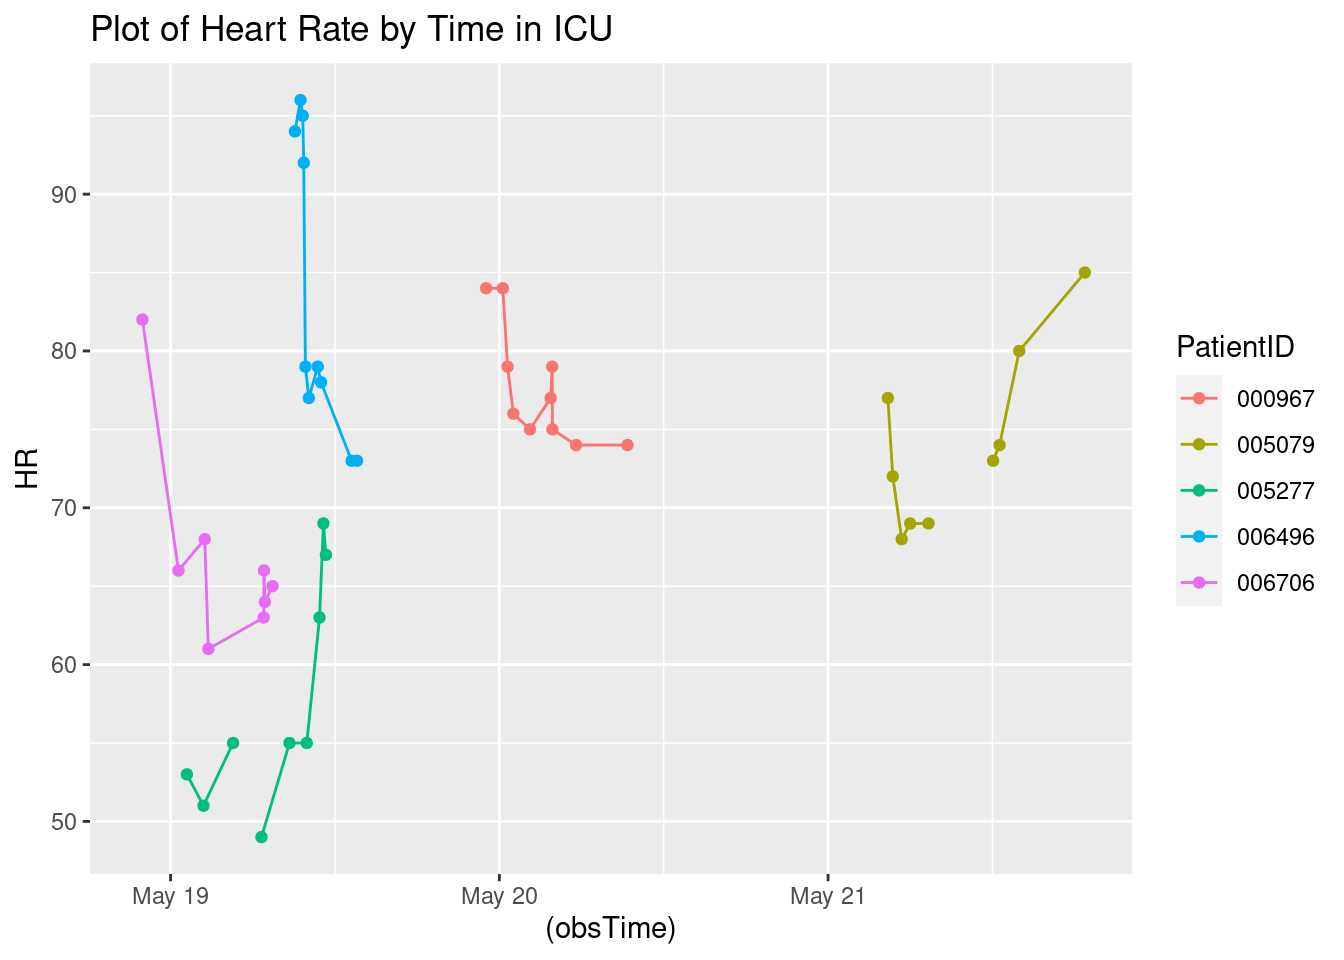 Plot of Heart Rate by Time in ICU
HR
90
80
70
60
50
May 19
May 20
May 21
(obsTime)
PatientID
000967
005079
005277
006496
006706